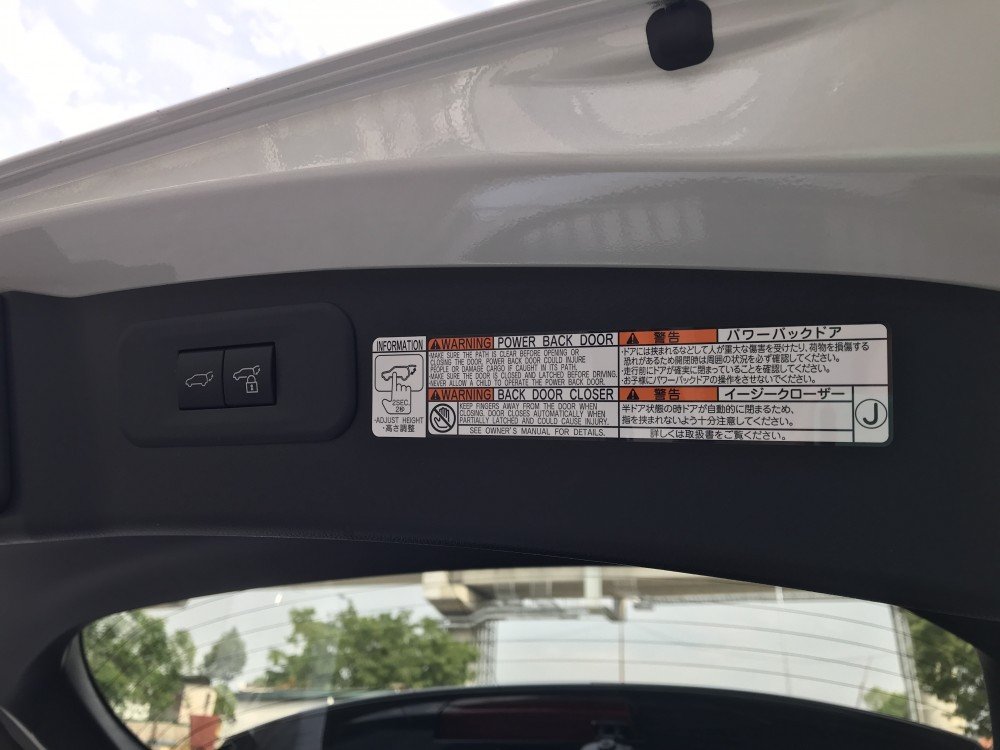 INFORMATION
2SEC.
2秒
・ADJUST HEIGHT
・高さ調整
WARNING POWER BACK DOOR
・MAKE SURE THE PATH IS CLEAR BEFORE OPENING OR
CLOSING THE DOOR. POWER BACK DOOR COULD INJURE
PEOPLE OR DAMAGE CARGO IF CAUGHT IN ITS PATH.
・MAKE SURE THE DOOR IS CLOSED AND LATCHED BEFORE DRIVING.
・NEVER ALLOW A CHILD TO OPERATE THE POWER BACK DOOR.
WARNING BACK DOOR CLOSER
KEEP FINGERS AWAY FROM THE DOOR WHEN
CLOSING. DOOR CLOSES AUTOMATICALLY WHEN
PARTIALLY LATCHED AND COULD CAUSE INJURY.
SEE OWNER'S MANUAL FOR DETAILS.
警告 パワーバックドア
・ドアには挟まれるなどして人が重大な傷害を受けたり、荷物を損傷する
恐れがあるため開閉時は周囲の状況を必ず確認してください。
・走行前にドアが確実に閉まっていることを確認してください。
・お子様にパワーバックドアの操作をさせないでください。
警告 イージークローザー
半ドア状態の時ドアが自動的に閉まるため、
指を挟まれないよう十分注意してください。
詳しくは取扱書をご覧ください。
J